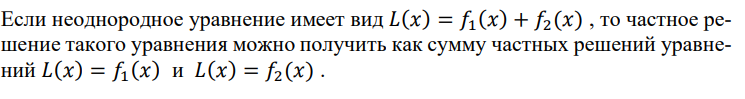 Если неоднородное уравнение имеет вид 𝐿(𝑥) = 𝑓₁(𝑥) + 𝑓₂(𝑥) , то частное ре-
шение такого уравнения можно получить как сумму частных решений уравне-
ний 𝐿(𝑥) = 𝑓₁(𝑥) и 𝐿(𝑥) = 𝑓₂(𝑥) .